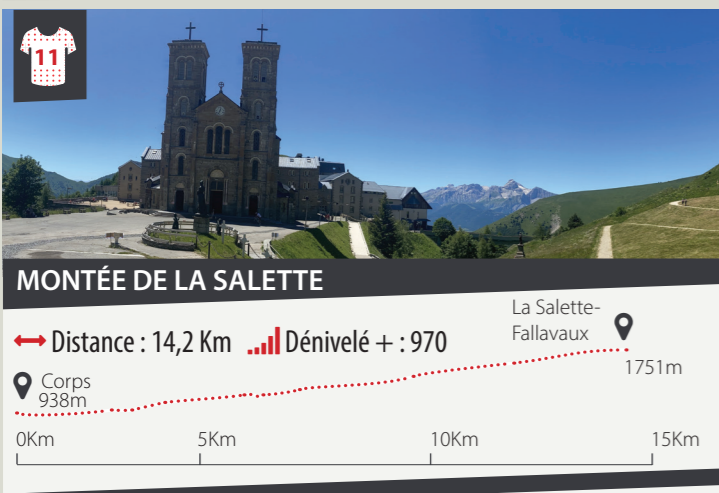 11
MONTÉE DE LA SALETTE
Distance : 14,2 Km Dénivelé + : 970
La Salette-
Fallavaux
1751m
Corps
938m
0Km 5Km 10Km 15Km